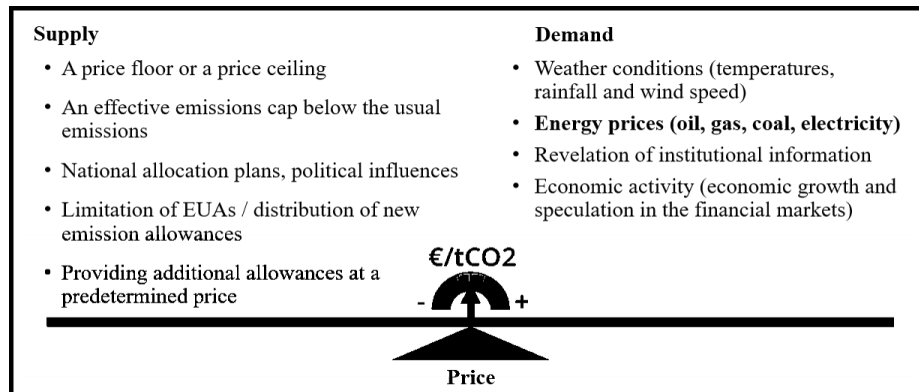 Supply
• A price floor or a price ceiling
• An effective emissions cap below the usual
emissions
• National allocation plans, political influences
• Limitation of EUAs / distribution of new
emission allowances
• Providing additional allowances at a
predetermined price
Demand
• Weather conditions (temperatures,
rainfall and wind speed)
• Energy prices (oil, gas, coal, electricity)
• Revelation of institutional information
• Economic activity (economic growth and
speculation in the financial markets)
€/tCO2
- +
Price